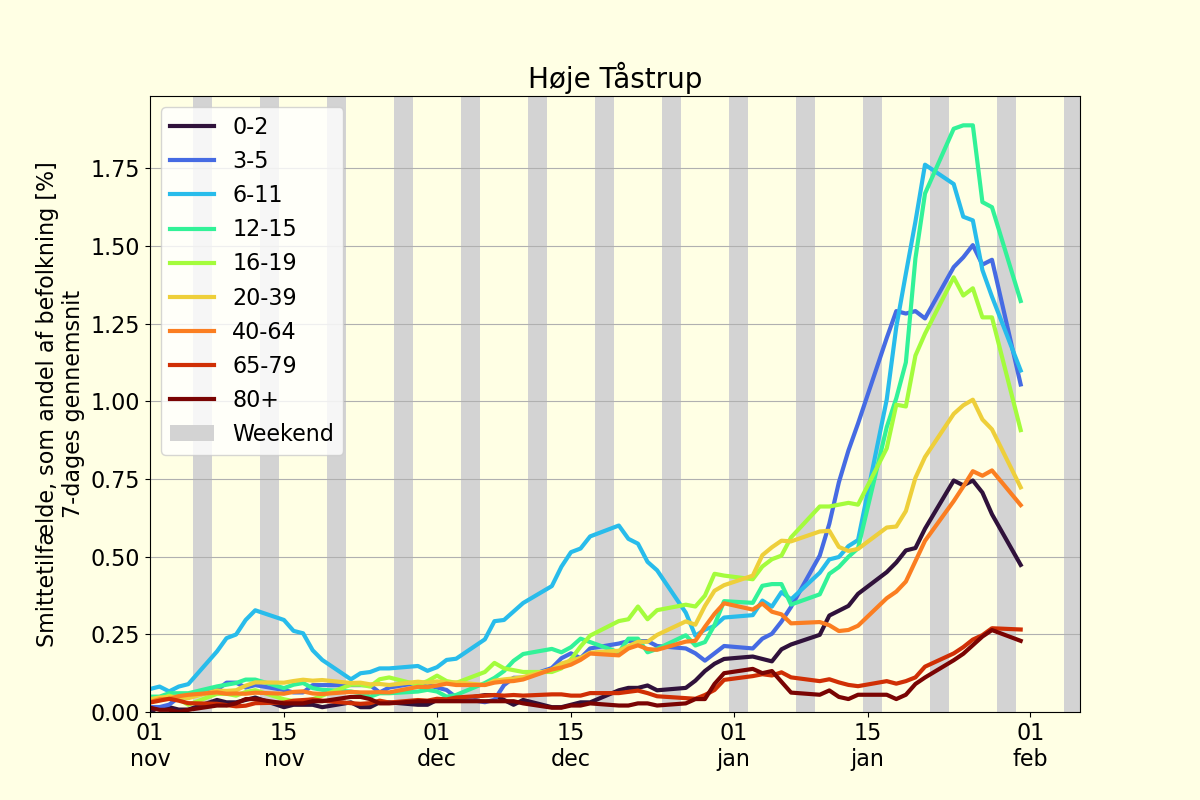 Høje Tåstrup
Smittetilfælde, som andel af befolkning [%]
7-dages gennemsnit
1.75
1.50
1.25
1.00
0.75
0.50
0.25
0.00
0-2
3-5
6-11
12-15
16-19
20-39
40-64
65-79
80+
Weekend
01 15 01 15 01 15 01
nov nov dec dec jan jan feb